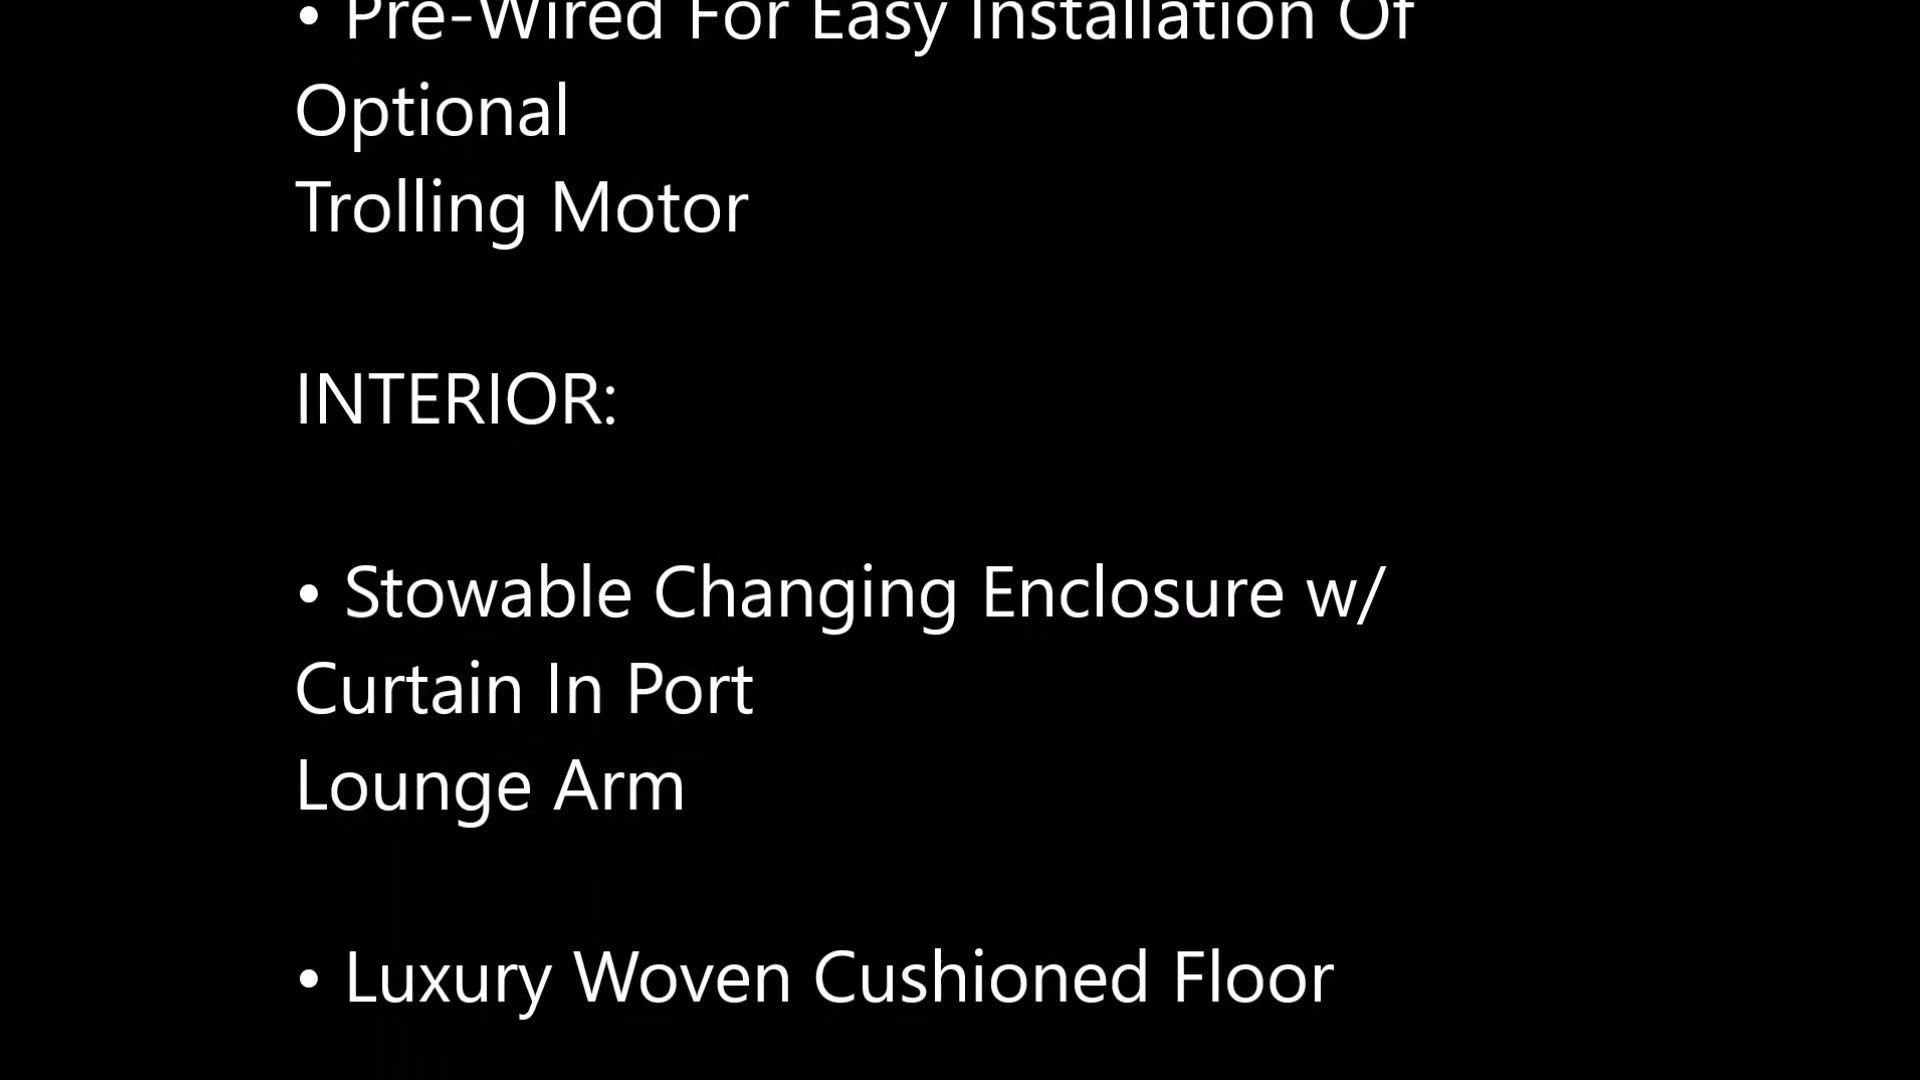 • Pre-Wired For Easy Installation Of
Optional
Trolling Motor
INTERIOR:
• Stowable Changing Enclosure w/
Curtain In Port
Lounge Arm
• Luxury Woven Cushioned Floor